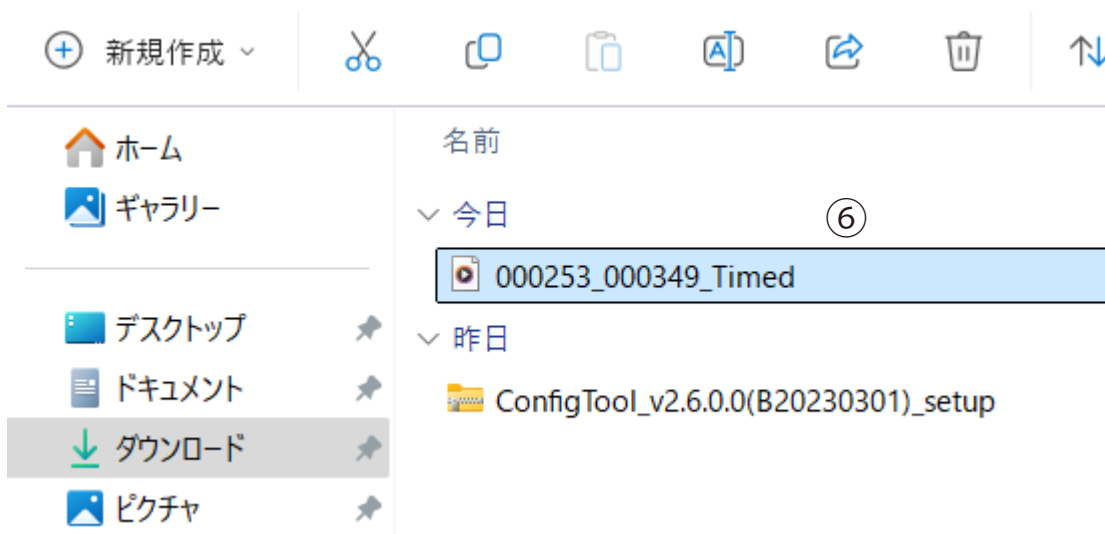 新規作成
ホーム
ギャラリー
デスクトップ
ドキュメント
ダウンロード
ピクチャ
名前
今日
⑥
000253_000349_Timed
昨日
ConfigTool_v2.6.0.0(B20230301)_setup